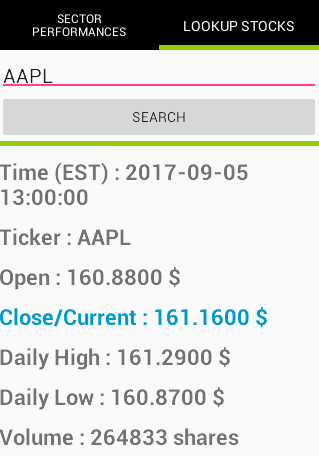 SECTOR
PERFORMANCES
LOOKUP STOCKS
AAPL
SEARCH
Time (EST) : 2017-09-05
13:00:00
Ticker : AAPL
Open : 160.8800 $
Close/Current : 161.1600 $
Daily High : 161.2900 $
Daily Low : 160.8700 $
Volume : 264833 shares